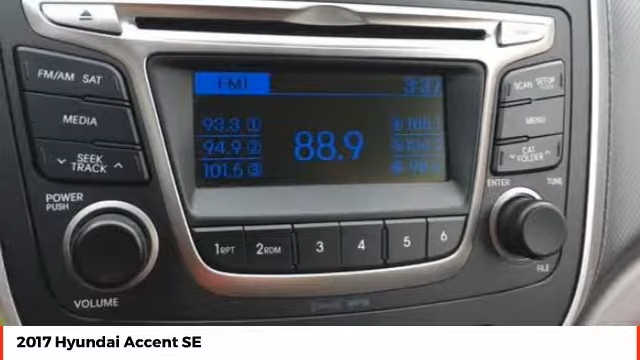 FM/AM SAT
SCAN SETUP
MEDIA
MENU
SEEK
TRACK
CAT
FOLDER
FM1
93.3 1
94.9 2
101.5 3
88.9
POWER
PUSH
ENTER TUNE
1 RPT 2 RDM 3 4 5 6
VOLUME
FILE
2017 Hyundai Accent SE